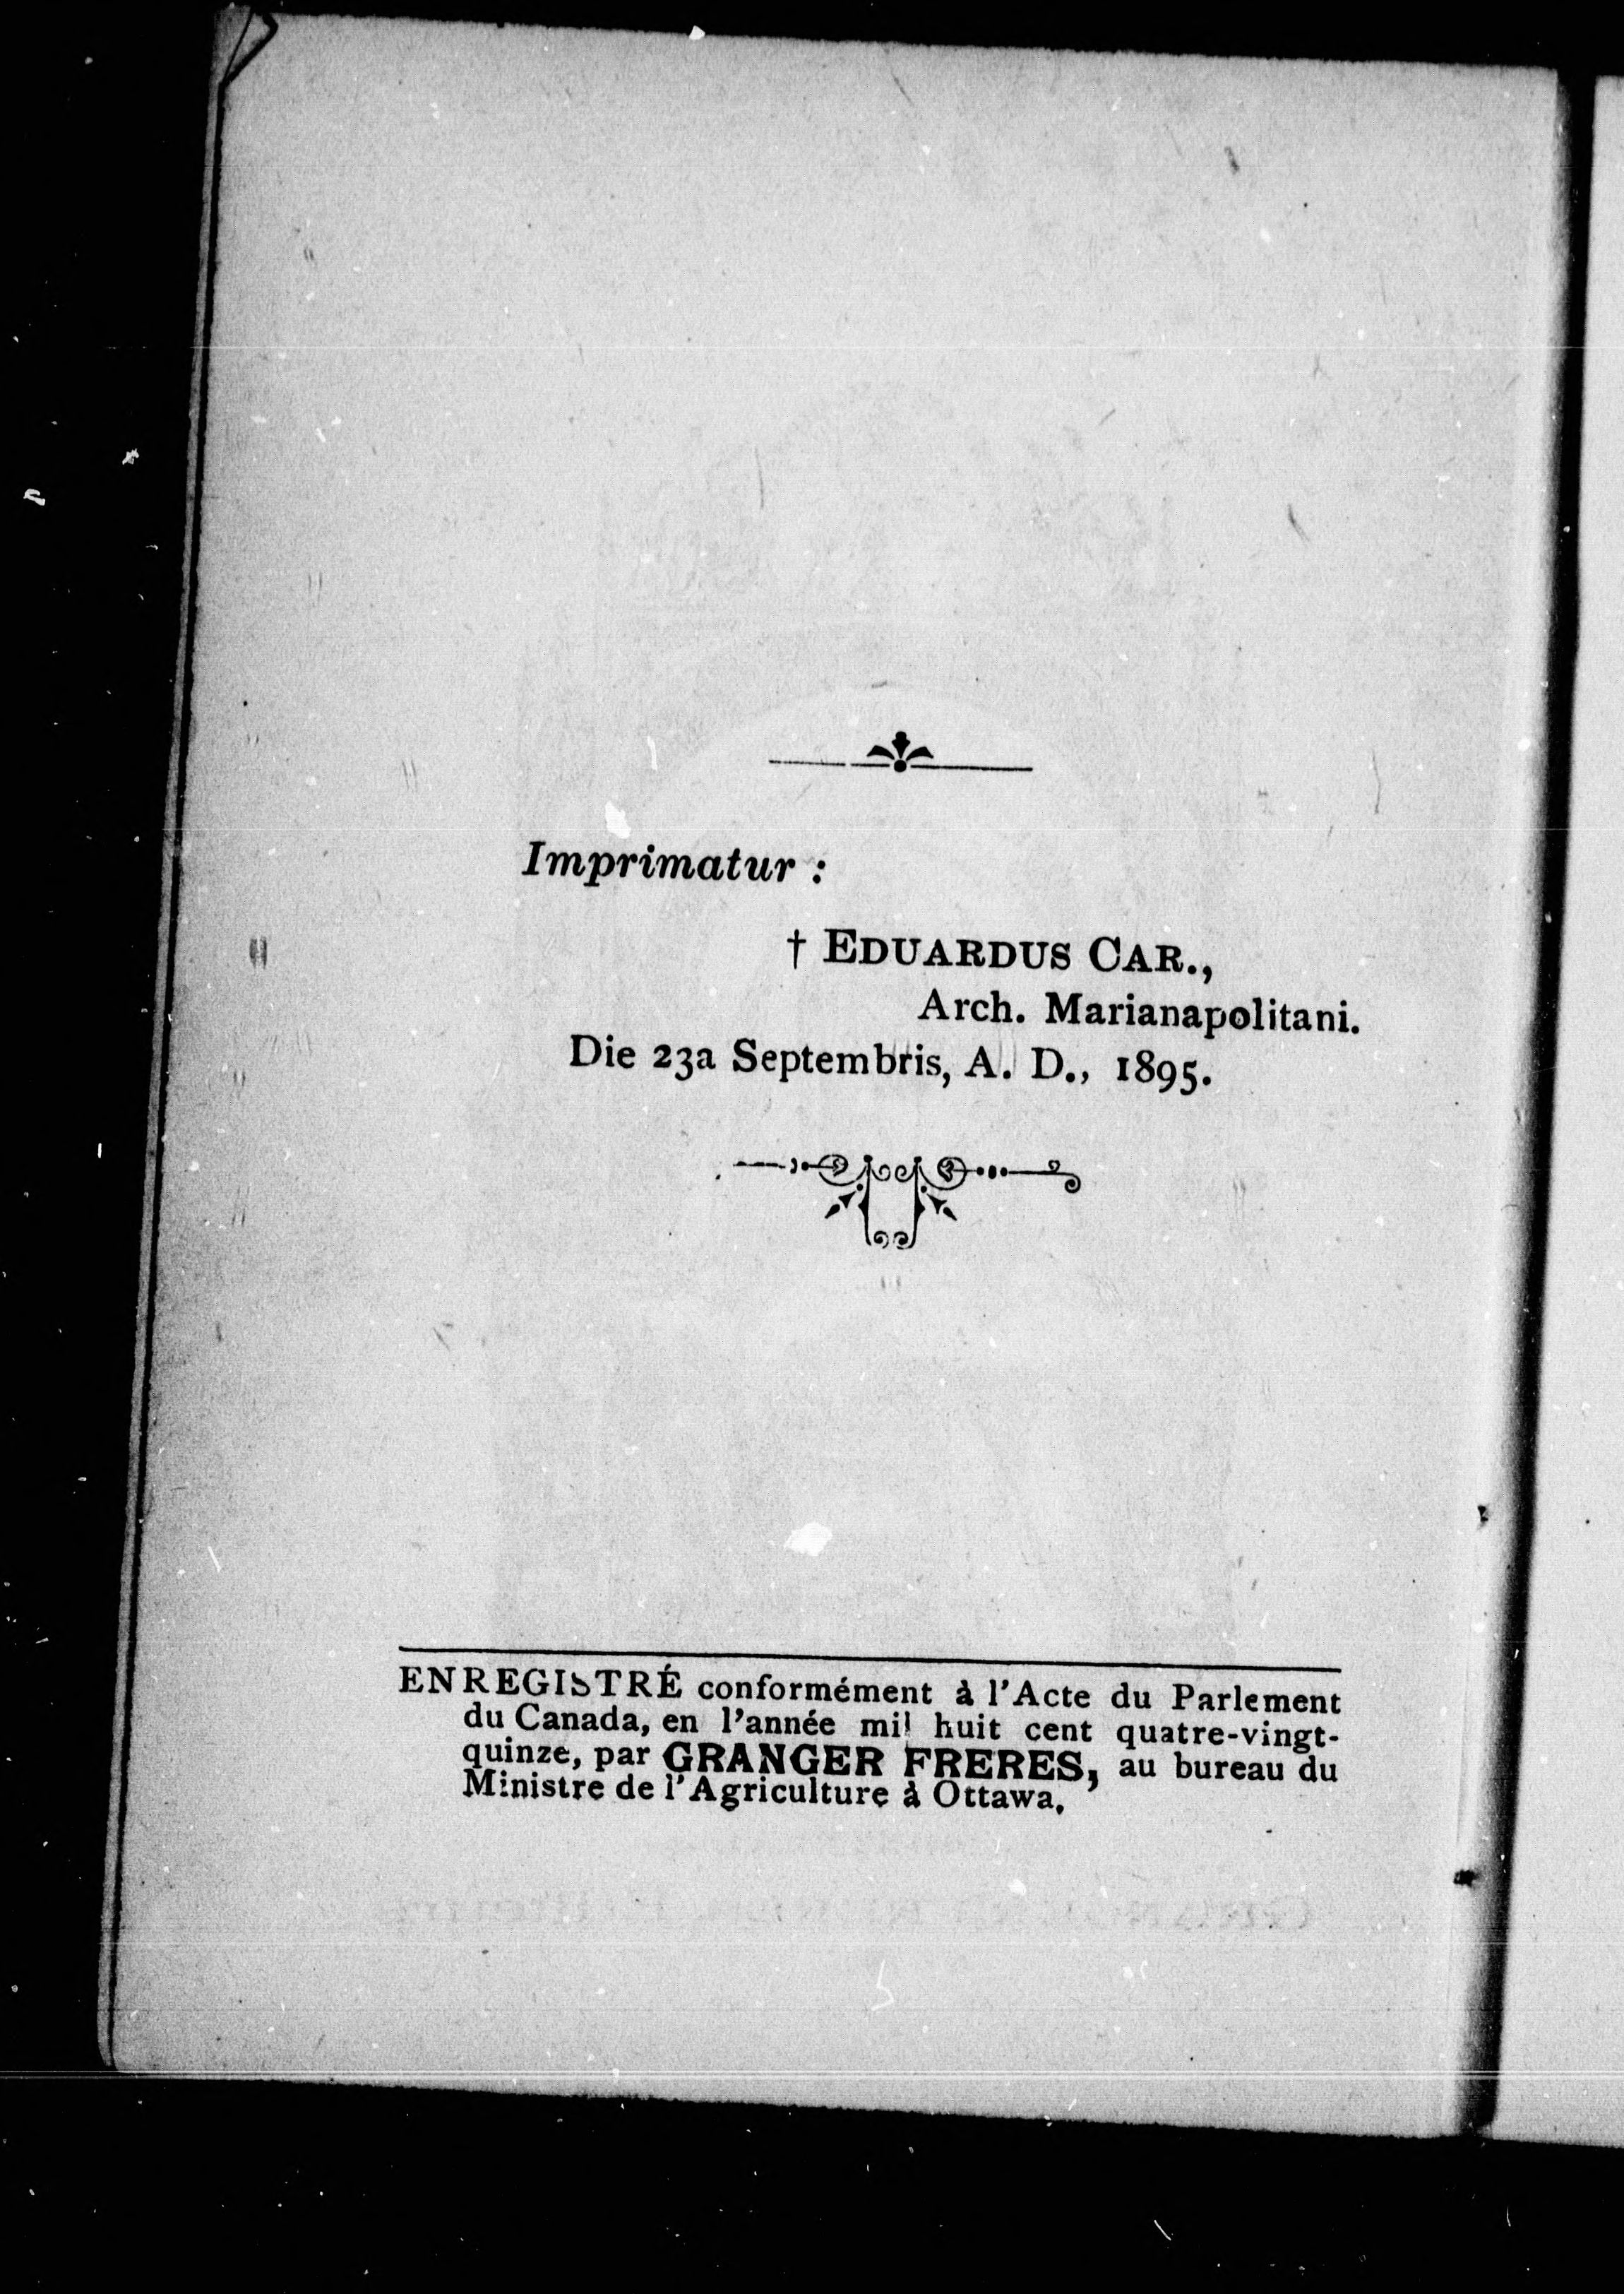 Imprimatur :
† EDUARDUS CAR.,
Arch. Marianapolitani.
Die 23a Septembris, A. D., 1895.
ENREGISTRÉ conformément à l'Acte du Parlement
du Canada, en l'année mil huit cent quatre-vingt-
quinze, par GRANGER FRERES, au bureau du
Ministre de l'Agriculture à Ottawa.